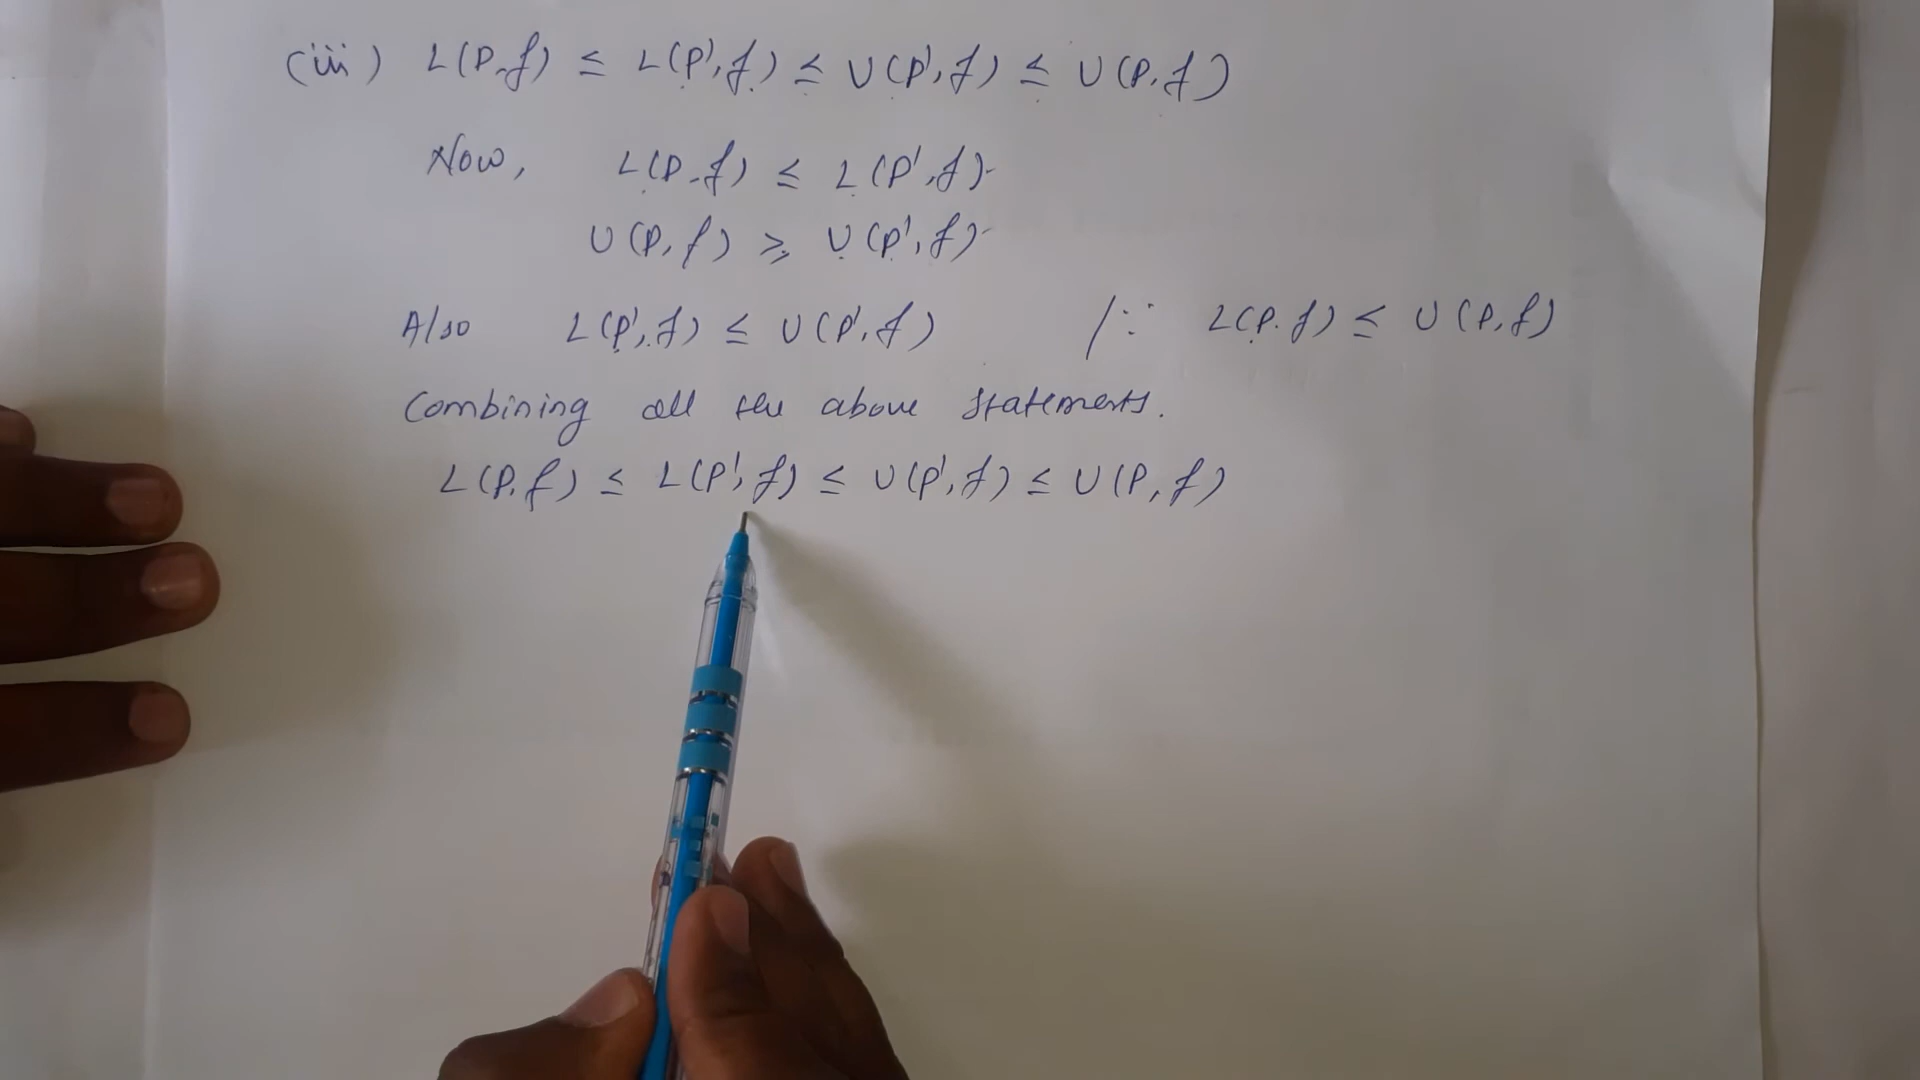 (iii) L(P,f) ≤ L(P',f) ≤ U(P',f) ≤ U(P,f)
Now, L(P,f) ≤ L(P',f)
U(P,f) ≥ U(P',f)
Also L(P',f) ≤ U(P',f) /∵ L(P,f) ≤ U(P,f)
Combining all the above statements.
L(P,f) ≤ L(P',f) ≤ U(P',f) ≤ U(P,f)